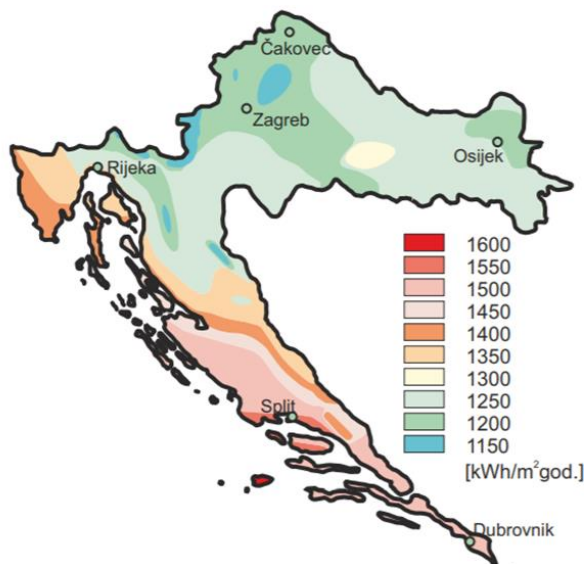 Čakovec
Zagreb
Osijek
Rijeka
1600
1550
1500
1450
1400
1350
1300
1250
1200
1150
[kWh/m²god.]
Split
Dubrovnik